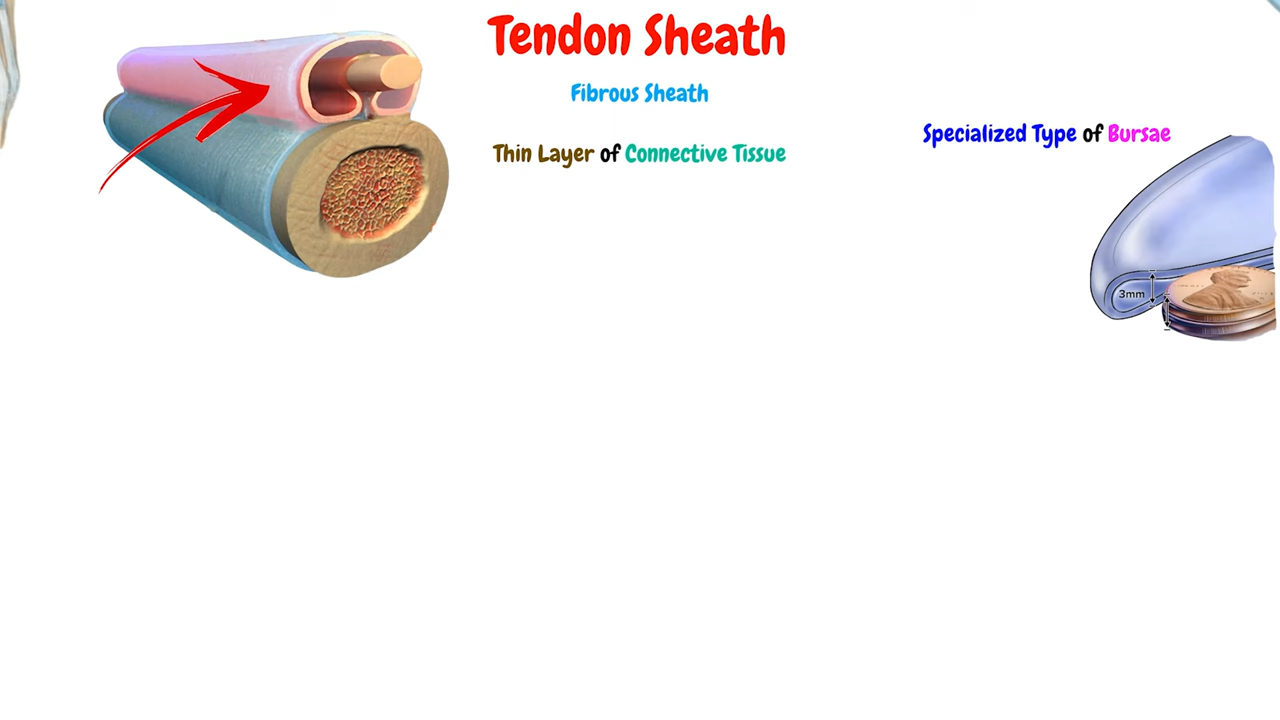 Tendon Sheath
Fibrous Sheath
Specialized Type of Bursae
Thin Layer of Connective Tissue
3mm